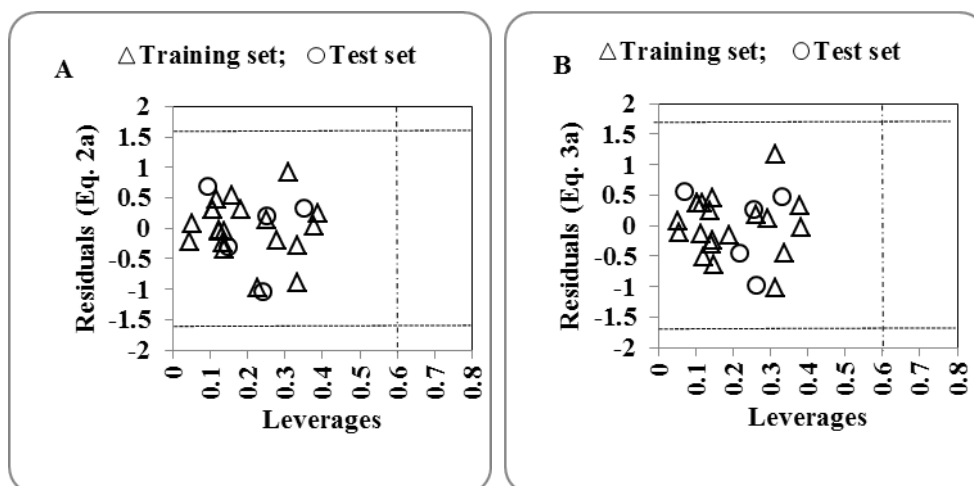 A
△ Training set; ○ Test set
Residuals (Eq. 2a)
2
1.5
1
0.5
0
-0.5
-1
-1.5
-2
0 0.1 0.2 0.3 0.4 0.5 0.6 0.7 0.8
Leverages
B
△ Training set; ○ Test set
Residuals (Eq. 3a)
2
1.5
1
0.5
0
-0.5
-1
-1.5
-2
0 0.1 0.2 0.3 0.4 0.5 0.6 0.7 0.8
Leverages